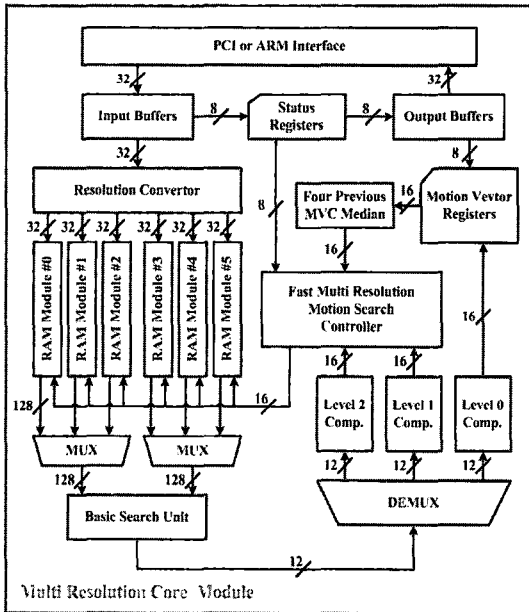 PCI or ARM Interface
32
32
Input Buffers
8
Status
Registers
8
Output Buffers
32
8
Resolution Convertor
8
Four Previous
MVC Median
16
Motion Vevtor
Registers
32
32
32
32
32
32
16
RAM Module #0
RAM Module #1
RAM Module #2
RAM Module #3
RAM Module #4
RAM Module #5
Fast Multi Resolution
Motion Search
Controller
16
16
16
128
16
Level 2
Comp.
Level 1
Comp.
Level 0
Comp.
MUX
MUX
12
12
12
128
128
DEMUX
Basic Search Unit
12
Multi Resolution Core Module